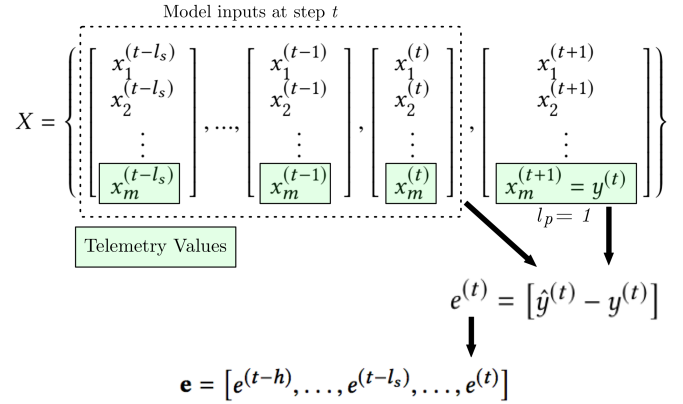 Model inputs at step t
X = { [ x_1^{(t-l_s)} x_2^{(t-l_s)} ⋮ x_m^{(t-l_s)} ] , ..., [ x_1^{(t-1)} x_2^{(t-1)} ⋮ x_m^{(t-1)} ] , [ x_1^{(t)} x_2^{(t)} ⋮ x_m^{(t)} ] , [ x_1^{(t+1)} x_2^{(t+1)} ⋮ x_m^{(t+1)} = y^{(t)} ] }
l_p = 1
Telemetry Values
e^{(t)} = [ŷ^{(t)} − y^{(t)}]
𝐞 = [e^{(t−h)}, . . . , e^{(t−l_s)}, . . . , e^{(t)}]